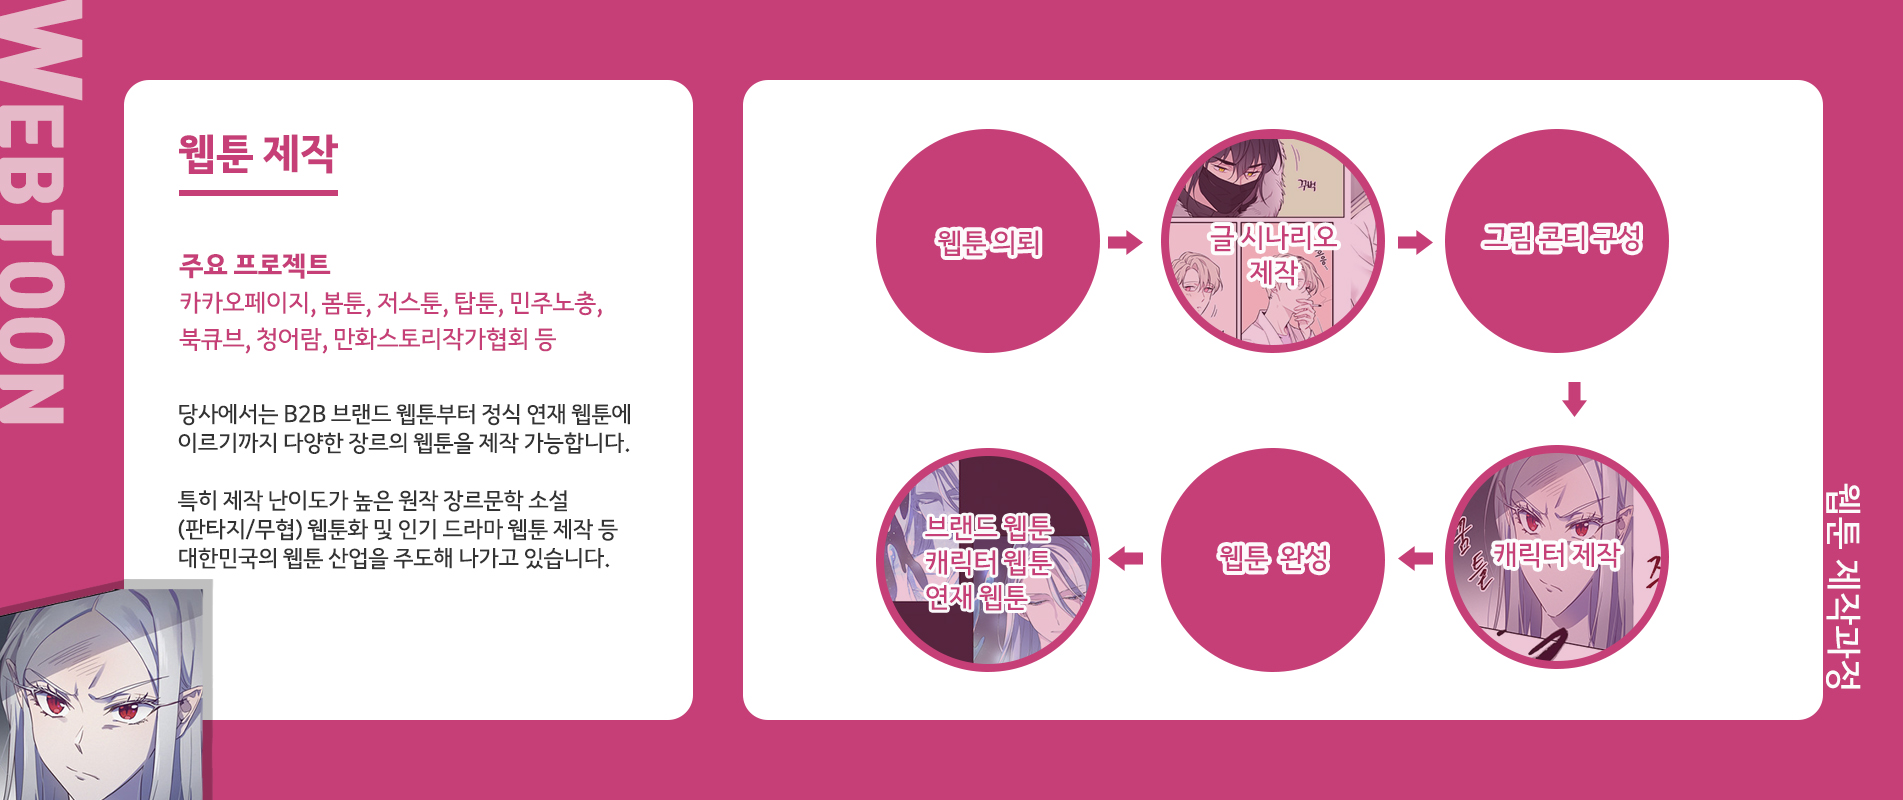 WEBTOON
웹툰 제작
주요 프로젝트
카카오페이지, 봄툰, 저스툰, 탑툰, 민주노총,
북큐브, 청어람, 만화스토리작가협회 등
당사에서는 B2B 브랜드 웹툰부터 정식 연재 웹툰에
이르기까지 다양한 장르의 웹툰을 제작 가능합니다.
특히 제작 난이도가 높은 원작 장르문학 소설
(판타지/무협) 웹툰화 및 인기 드라마 웹툰 제작 등
대한민국의 웹툰 산업을 주도해 나가고 있습니다.
웹툰 의뢰
꾸벅
글 시나리오
제작
그림 콘티 구성
꿈
틀
캐릭터 제작
웹툰 완성
브랜드 웹툰
캐릭터 웹툰
연재 웹툰
웹툰 제작과정